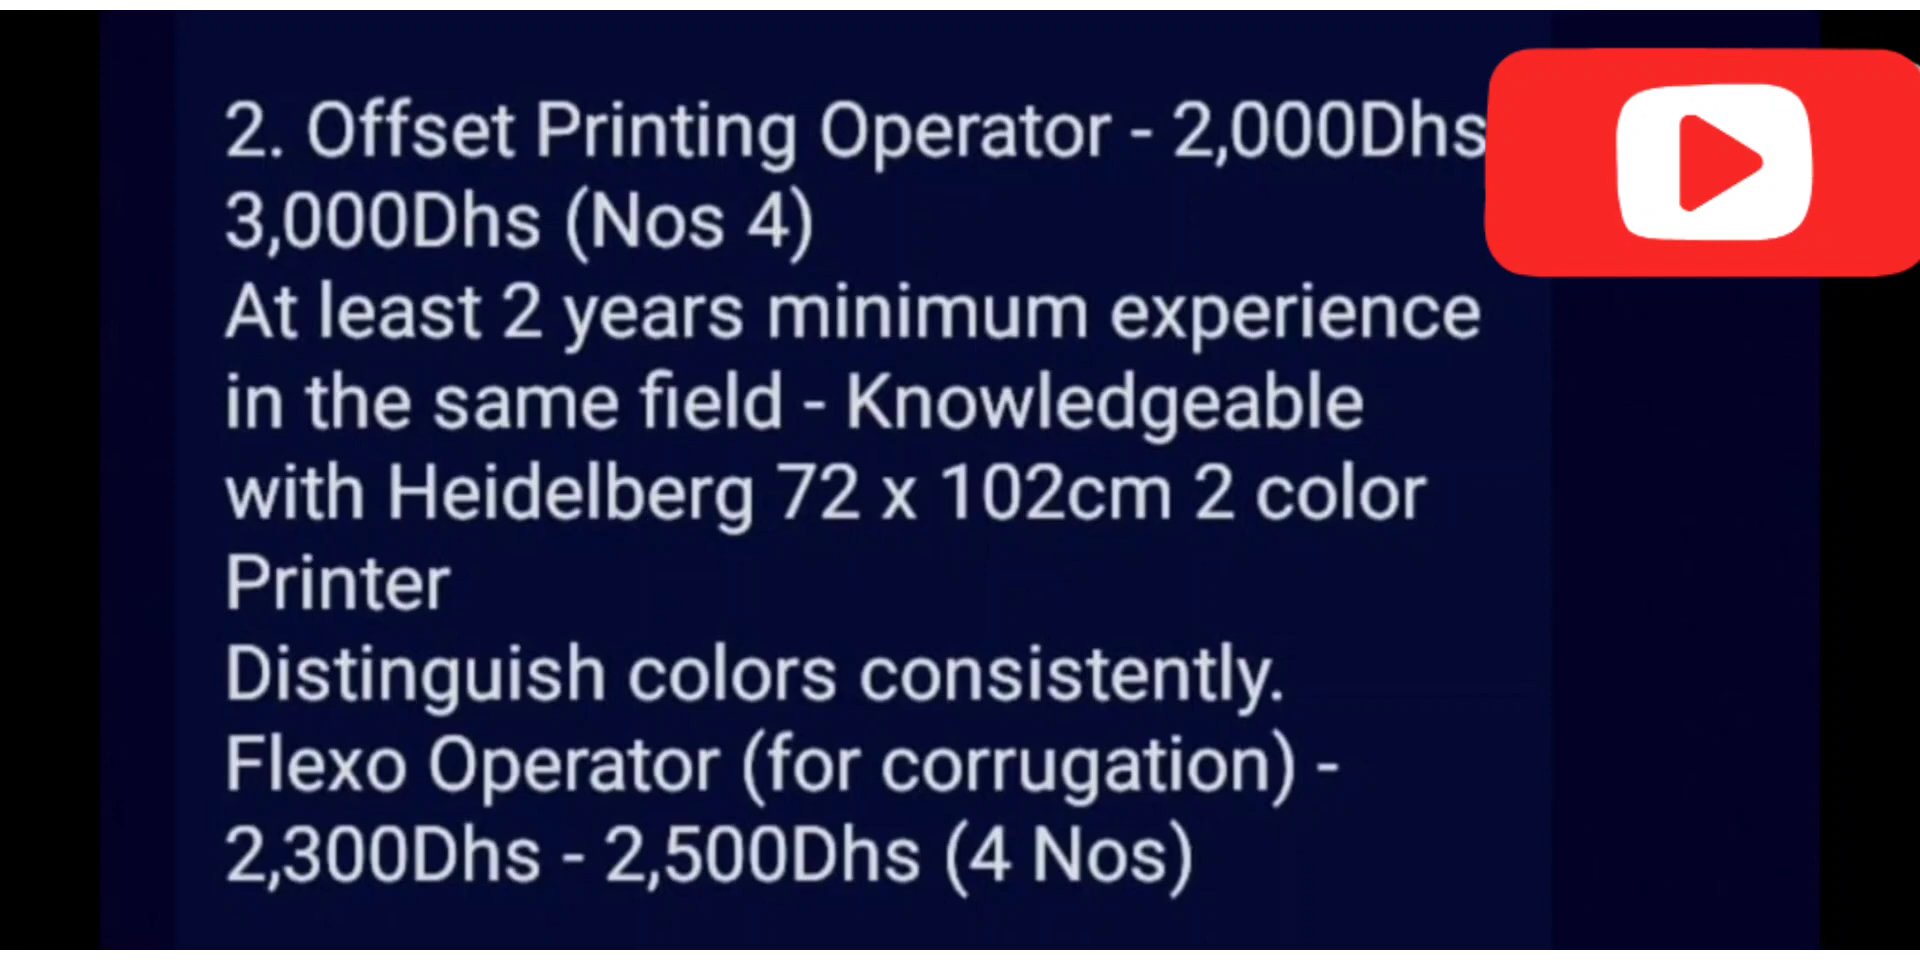 2. Offset Printing Operator - 2,000Dhs
3,000Dhs (Nos 4)
At least 2 years minimum experience
in the same field - Knowledgeable
with Heidelberg 72 x 102cm 2 color
Printer
Distinguish colors consistently.
Flexo Operator (for corrugation) -
2,300Dhs - 2,500Dhs (4 Nos)